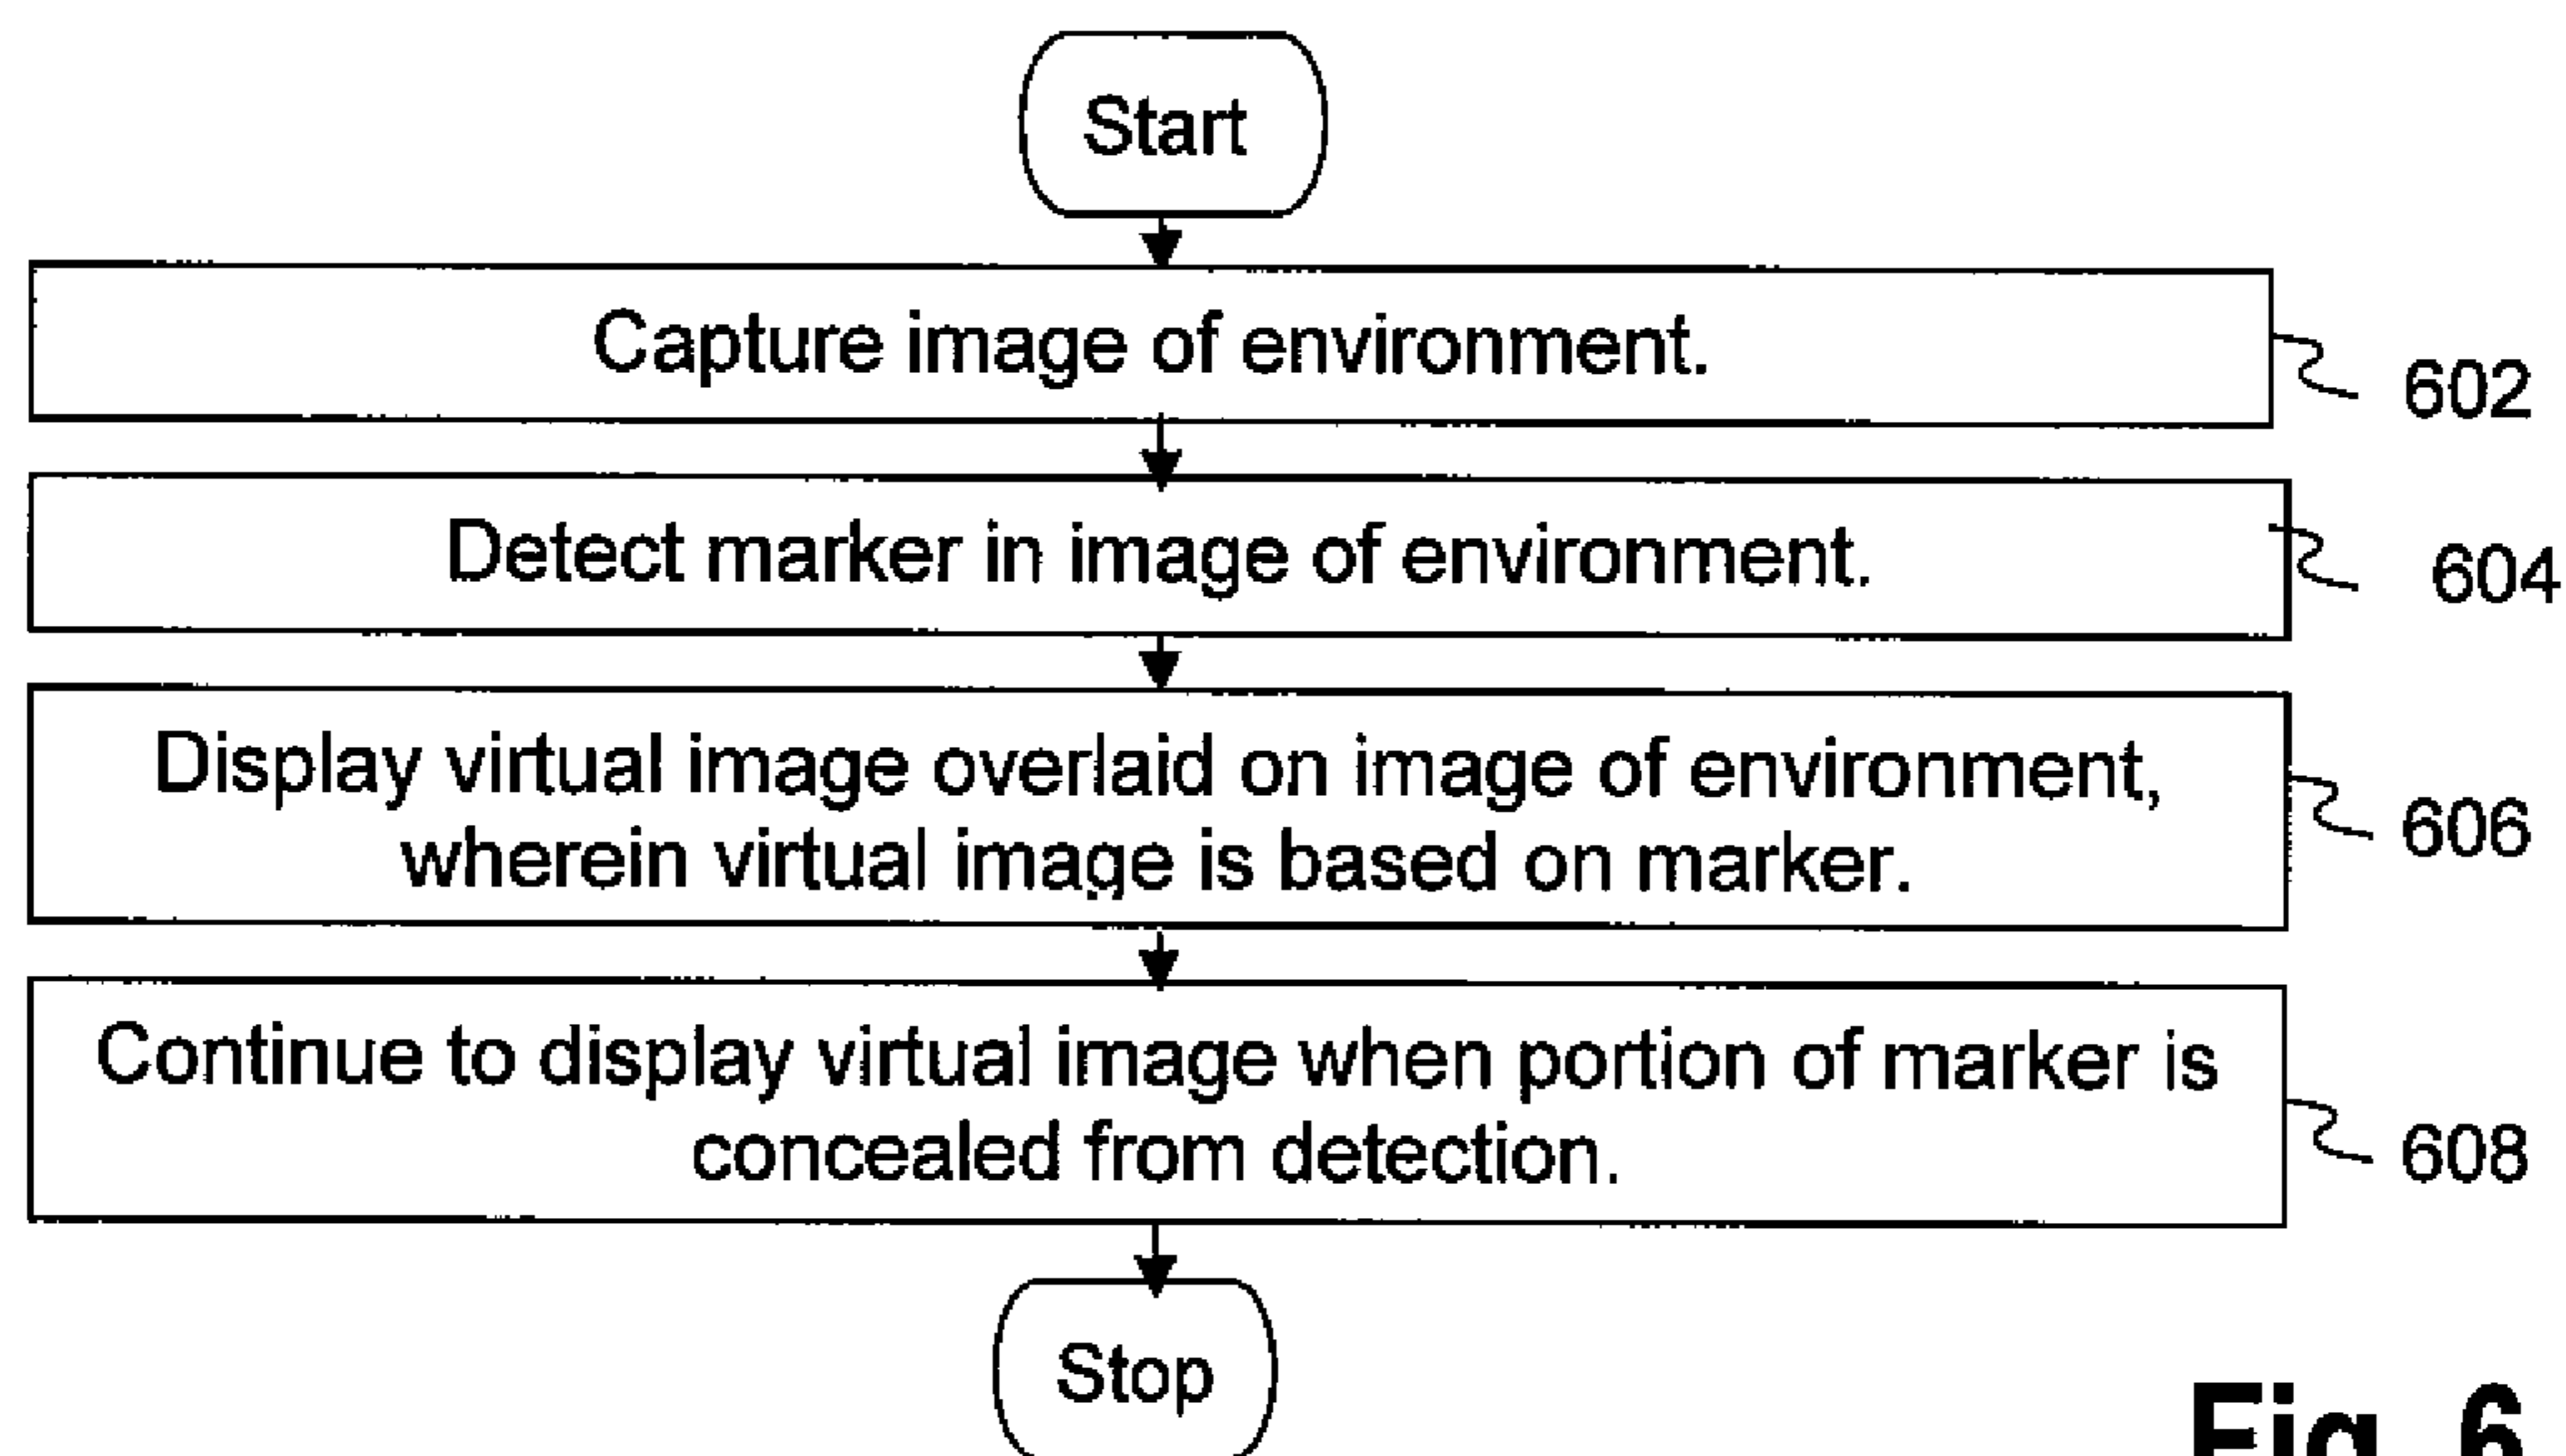 Start
Capture image of environment.
602
Detect marker in image of environment.
604
Display virtual image overlaid on image of environment,
wherein virtual image is based on marker.
606
Continue to display virtual image when portion of marker is
concealed from detection.
608
Stop
Fig. 6